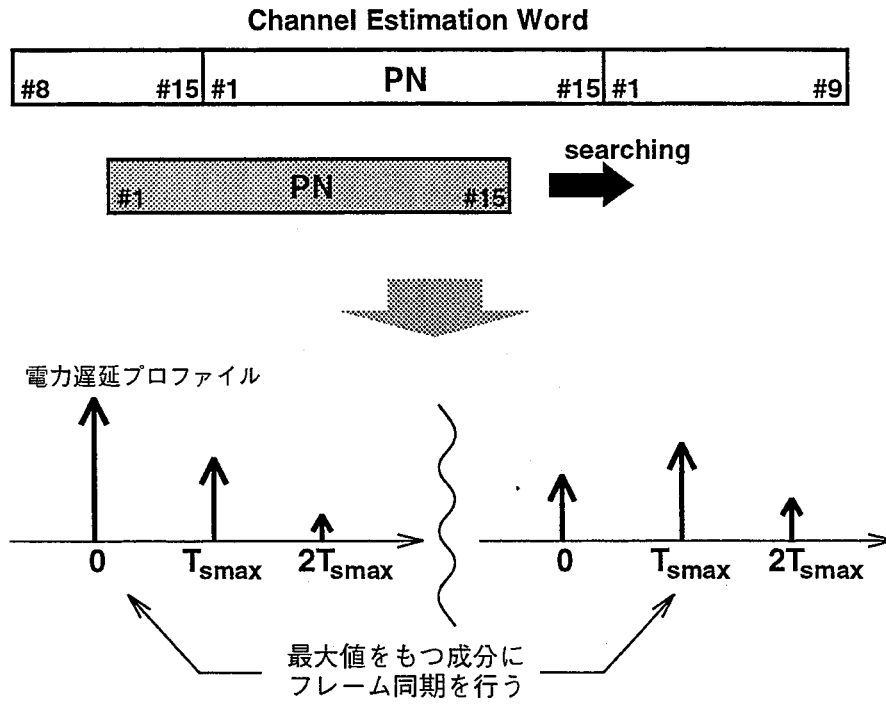 Channel Estimation Word
#8 #15 #1 PN #15 #1 #9
searching
#1 PN #15
電力遅延プロファイル
0 Tsmax 2Tsmax 0 Tsmax 2Tsmax
最大値をもつ成分に
フレーム同期を行う